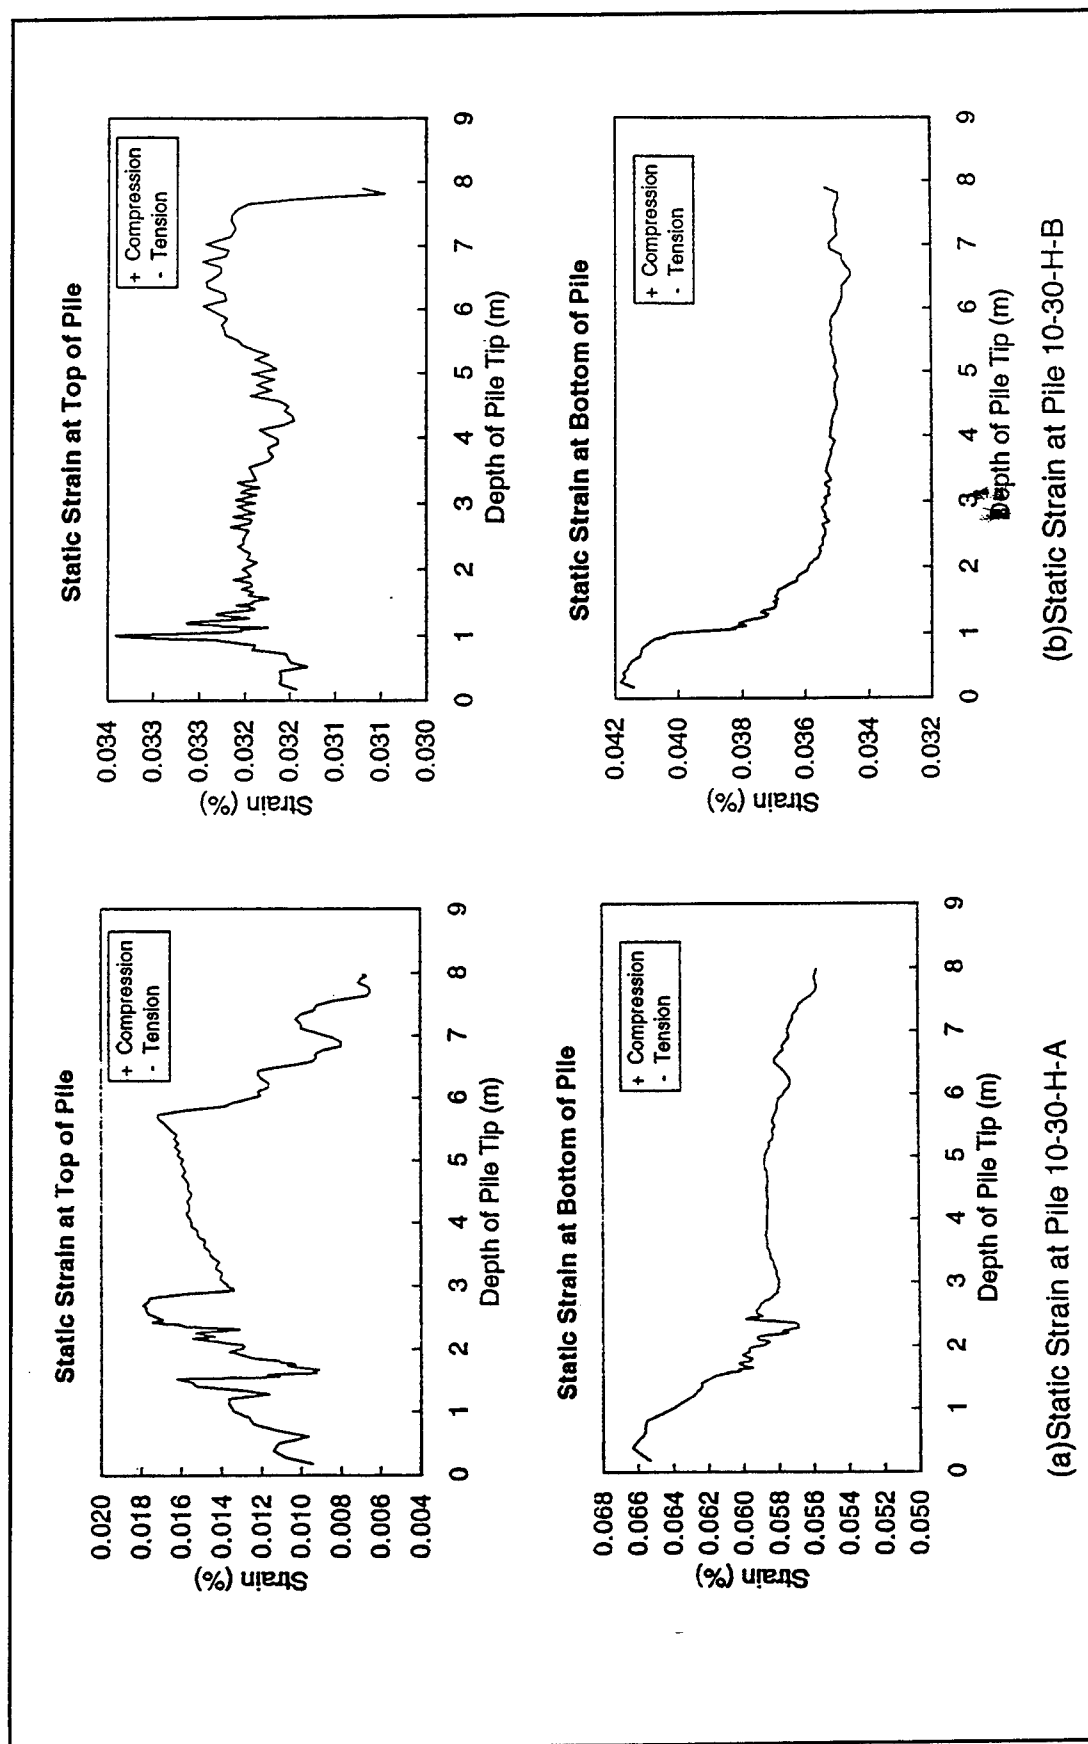 Static Strain at Top of Pile
Strain (%)
0.020
0.018
0.016
0.014
0.012
0.010
0.008
0.006
0.004
+ Compression
- Tension
0 1 2 3 4 5 6 7 8 9
Depth of Pile Tip (m)
Static Strain at Bottom of Pile
Strain (%)
0.068
0.066
0.064
0.062
0.060
0.058
0.056
0.054
0.052
0.050
+ Compression
- Tension
0 1 2 3 4 5 6 7 8 9
Depth of Pile Tip (m)
(a)Static Strain at Pile 10-30-H-A
Static Strain at Top of Pile
Strain (%)
0.034
0.033
0.033
0.032
0.032
0.031
0.031
0.030
+ Compression
- Tension
0 1 2 3 4 5 6 7 8 9
Depth of Pile Tip (m)
Static Strain at Bottom of Pile
Strain (%)
0.042
0.040
0.038
0.036
0.034
0.032
+ Compression
- Tension
0 1 2 3 4 5 6 7 8 9
Depth of Pile Tip (m)
(b)Static Strain at Pile 10-30-H-B